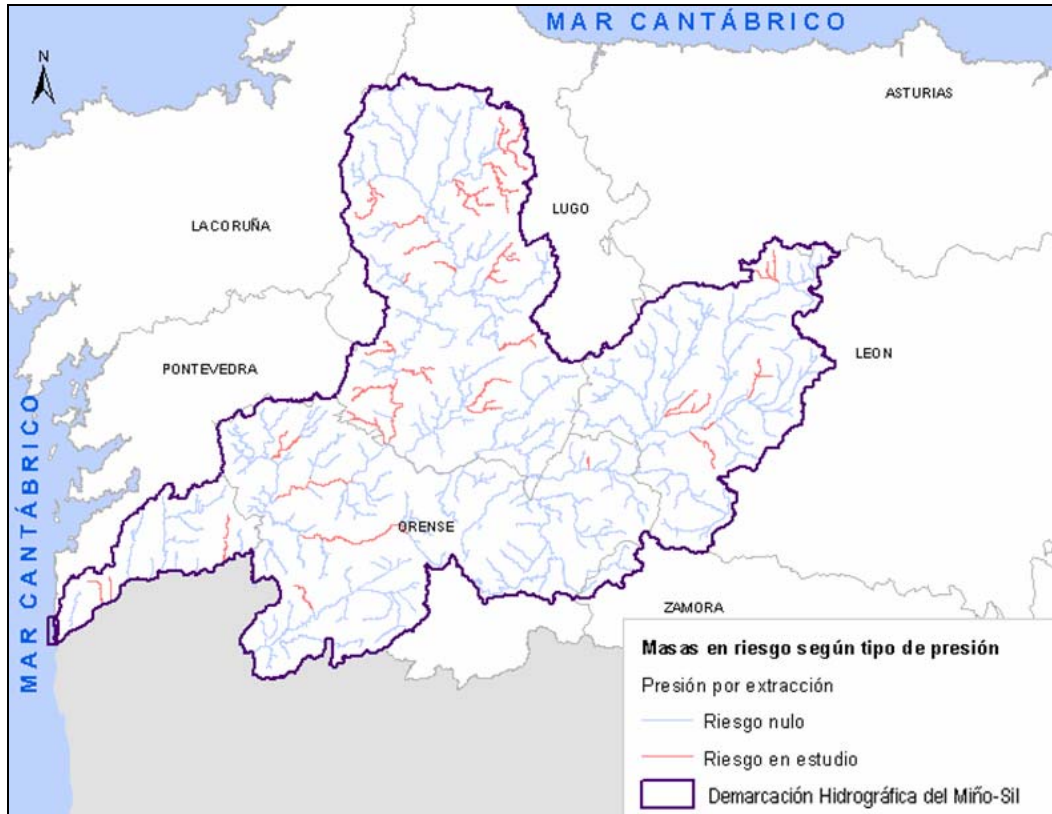 MAR CANTÁBRICO
N
ASTURIAS
LUGO
LACORUÑA
LEON
PONTEVEDRA
MAR CANTÁBRICO
ORENSE
ZAMORA
Masas en riesgo según tipo de presión
Presión por extracción
Riesgo nulo
Riesgo en estudio
Demarcación Hidrográfica del Miño-Sil